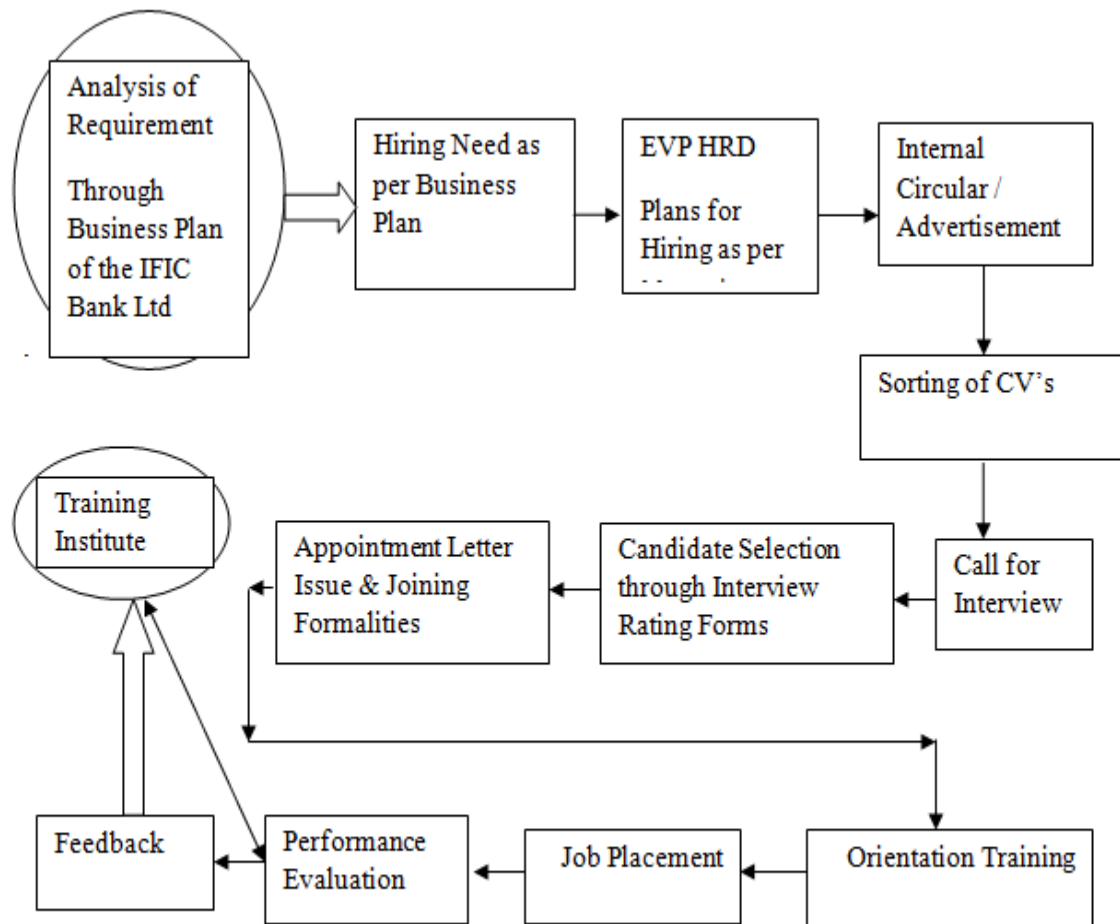 Analysis of
Requirement
Through
Business Plan
of the IFIC
Bank Ltd
Hiring Need as
per Business
Plan
EVP HRD
Plans for
Hiring as per
Internal
Circular /
Advertisement
Sorting of CV’s
Call for
Interview
Candidate Selection
through Interview
Rating Forms
Appointment Letter
Issue & Joining
Formalities
Training
Institute
Orientation Training
Job Placement
Performance
Evaluation
Feedback